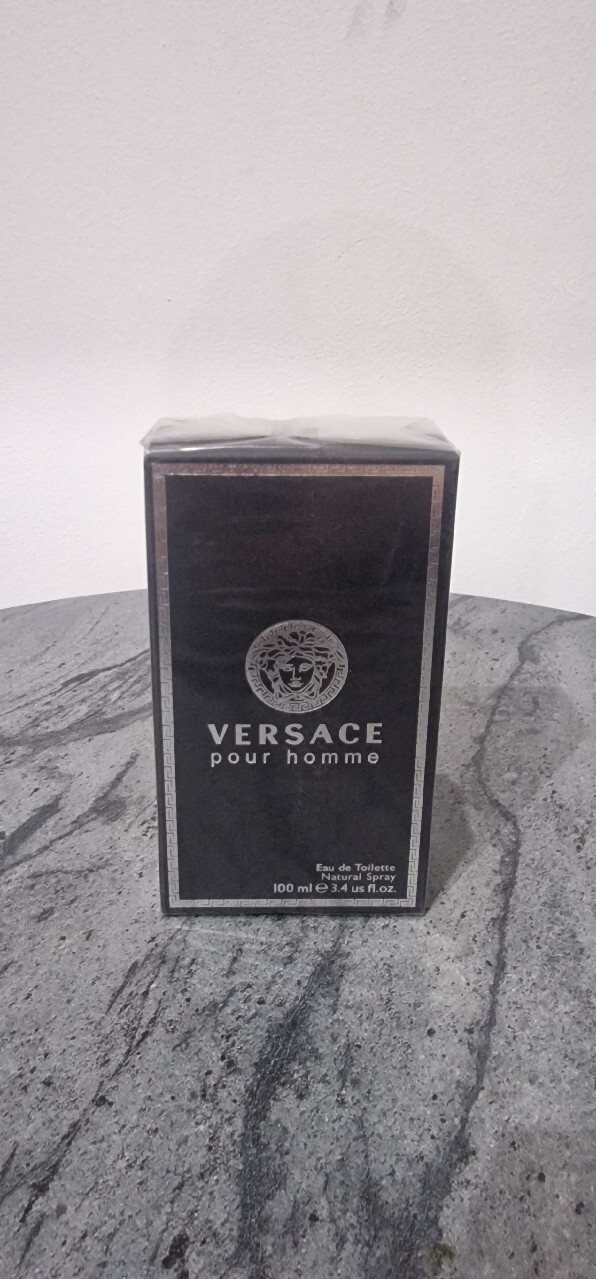 VERSACE
pour homme
Eau de Toilette
Natural Spray
100 ml ℮ 3.4 us fl.oz.